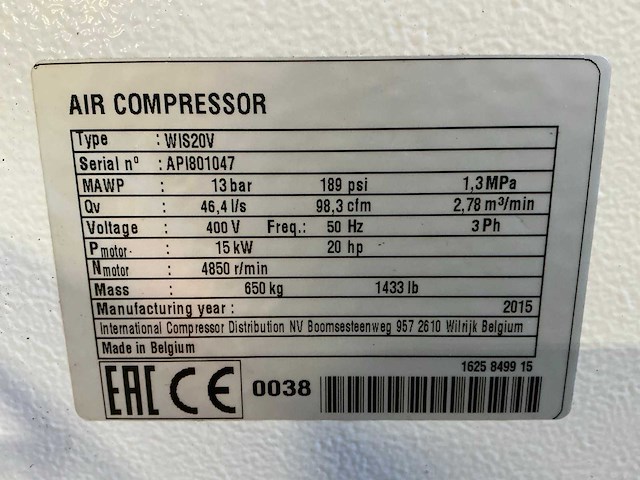 AIR COMPRESSOR
Type : WIS20V
Serial nº : API801047
MAWP : 13 bar 189 psi 1,3 MPa
Qv : 46,4 l/s 98,3 cfm 2,78 m³/min
Voltage : 400 V Freq.: 50 Hz 3 Ph
Pmotor : 15 kW 20 hp
Nmotor : 4850 r/min
Mass : 650 kg 1433 lb
Manufacturing year : 2015
International Compressor Distribution NV Boomsesteenweg 957 2610 Wilrijk Belgium
Made in Belgium
1625 8499 15
EAC CE 0038